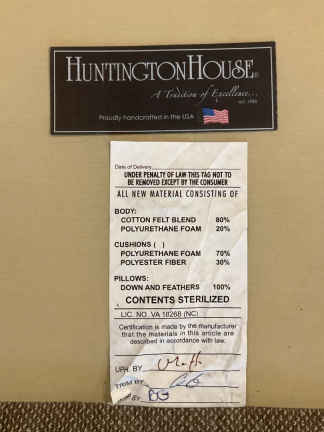 HUNTINGTONHOUSE®
A Tradition of Excellence...
Proudly handcrafted in the USA
Date of Delivery
UNDER PENALTY OF LAW THIS TAG NOT TO
BE REMOVED EXCEPT BY THE CONSUMER
ALL NEW MATERIAL CONSISTING OF
BODY:
COTTON FELT BLEND 80%
POLYURETHANE FOAM 20%
CUSHIONS ( )
POLYURETHANE FOAM 70%
POLYESTER FIBER 30%
PILLOWS:
DOWN AND FEATHERS 100%
CONTENTS STERILIZED
LIC. NO. VA 18268 (NC)
Certification is made by the manufacturer
that the materials in this article are
described in accordance with law.
UPH. BY
TRIM BY
BY